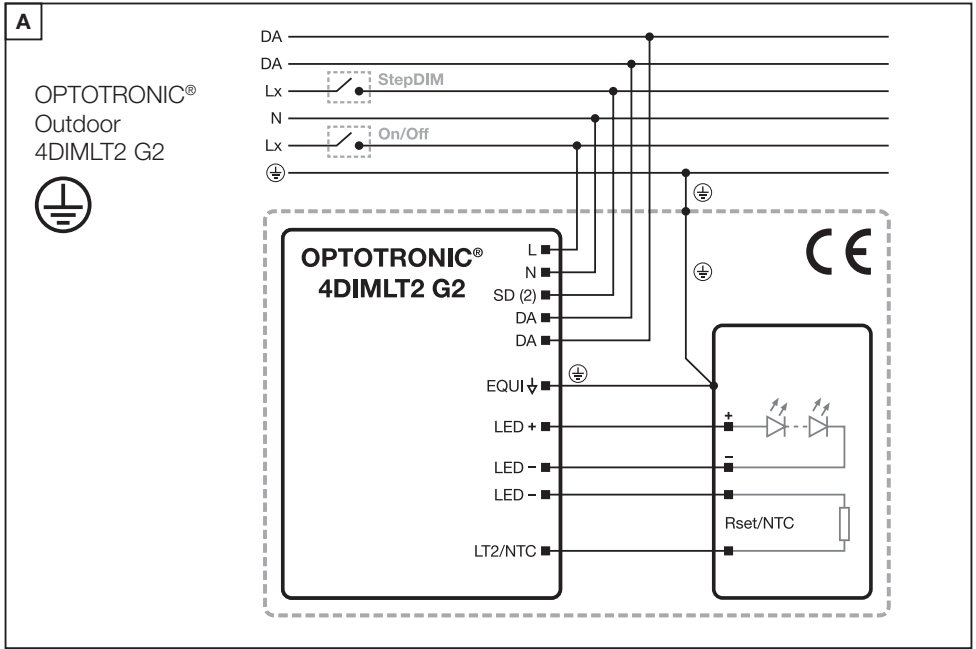 A
OPTOTRONIC®
Outdoor
4DIMLT2 G2
DA
DA
Lx StepDIM
N
Lx On/Off
OPTOTRONIC®
4DIMLT2 G2
L
N
SD (2)
DA
DA
EQUI
LED +
LED -
LED -
LT2/NTC
CE
+
-
Rset/NTC